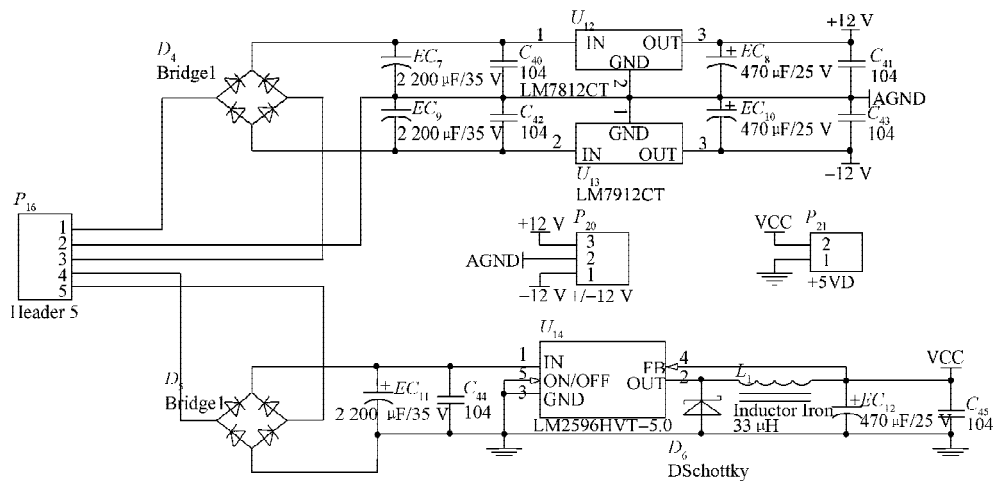 U12
+12 V
D4
Bridge1
1
IN
OUT
3
GND
2
LM7812CT
EC7
2 200 μF/35 V
C40
104
EC8
470 μF/25 V
C41
104
AGND
EC9
2 200 μF/35 V
C42
104
EC10
470 μF/25 V
C43
104
1
GND
2
IN
OUT
3
U13
LM7912CT
−12 V
P16
1
2
3
4
5
Header 5
P20
+12 V
3
AGND
2
1
−12 V
+/−12 V
P21
VCC
2
1
+5VD
U14
1
IN
5
ON/OFF
3
GND
FB
4
OUT
2
LM2596HVT−5.0
L1
Inductor Iron
33 μH
VCC
D5
Bridge1
EC11
2 200 μF/35 V
C44
104
EC12
470 μF/25 V
C45
104
D6
DSchottky